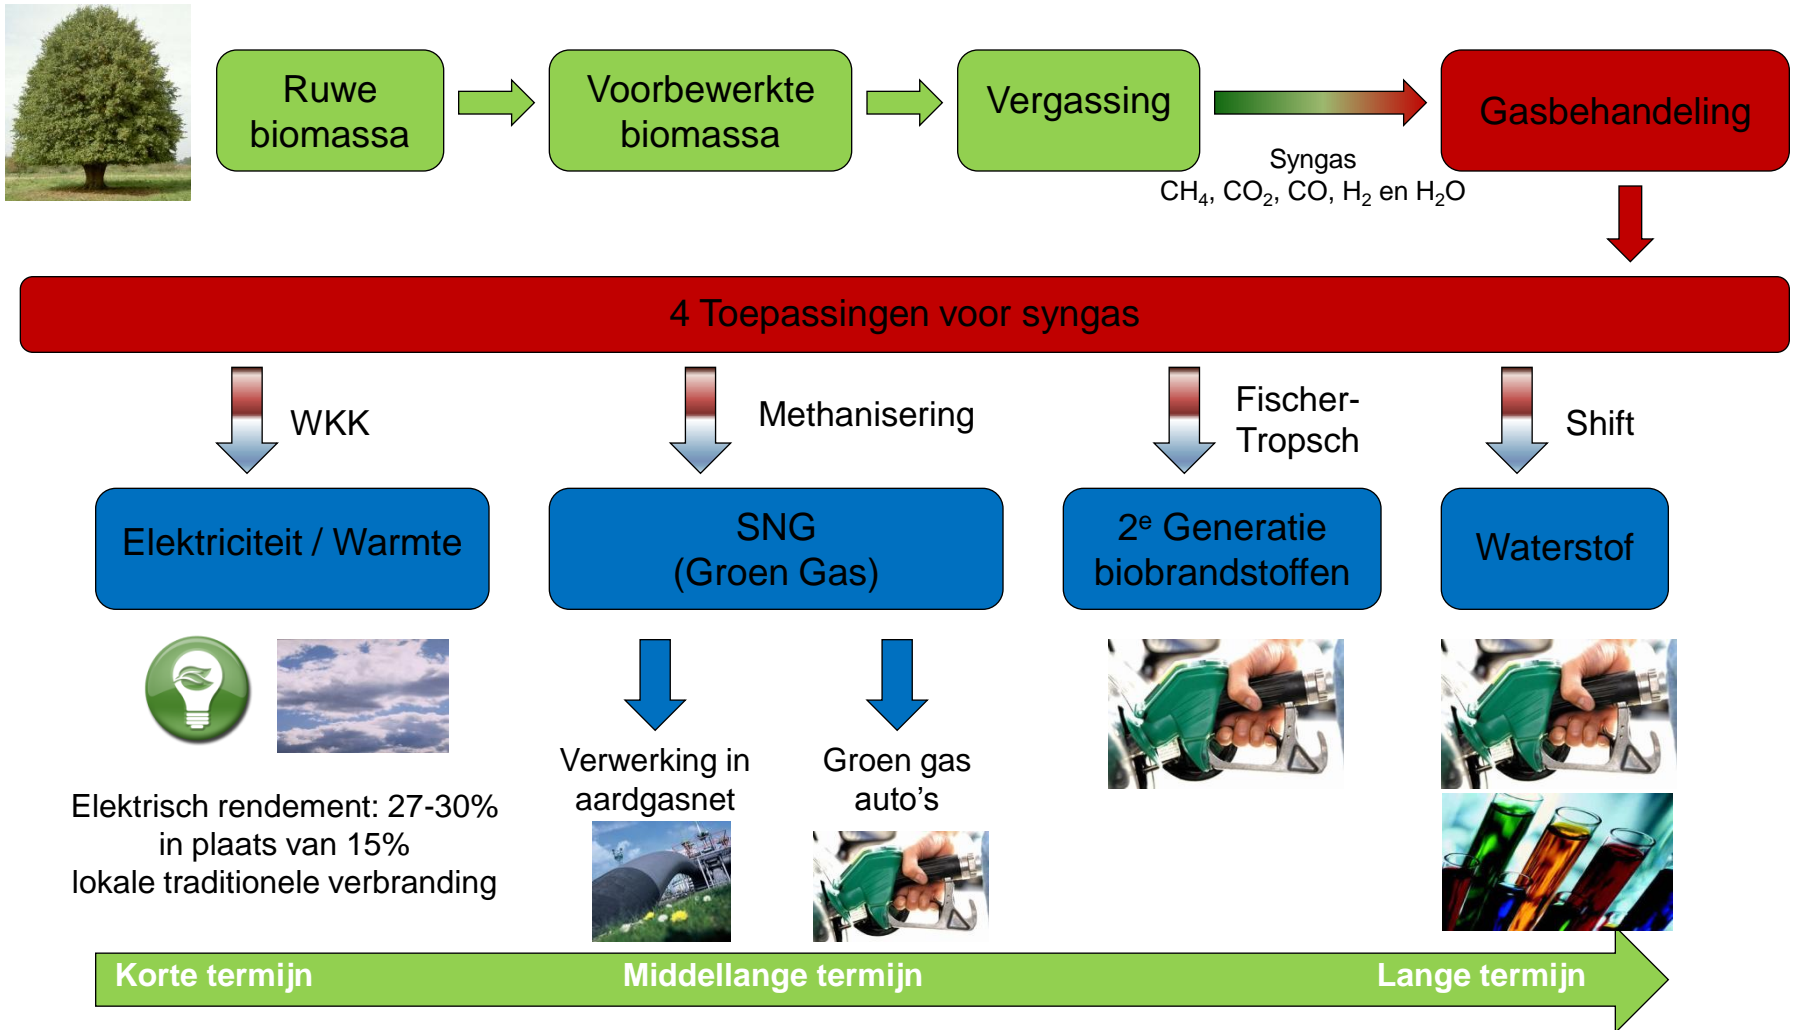 Ruwe
biomassa
Voorbewerkte
biomassa
Vergassing
Gasbehandeling
Syngas
CH₄, CO₂, CO, H₂ en H₂O
4 Toepassingen voor syngas
WKK
Methanisering
Fischer-
Tropsch
Shift
Elektriciteit / Warmte
SNG
(Groen Gas)
2ᵉ Generatie
biobrandstoffen
Waterstof
Verwerking in
aardgasnet
Groen gas
auto’s
Elektrisch rendement: 27-30%
in plaats van 15%
lokale traditionele verbranding
Korte termijn
Middellange termijn
Lange termijn